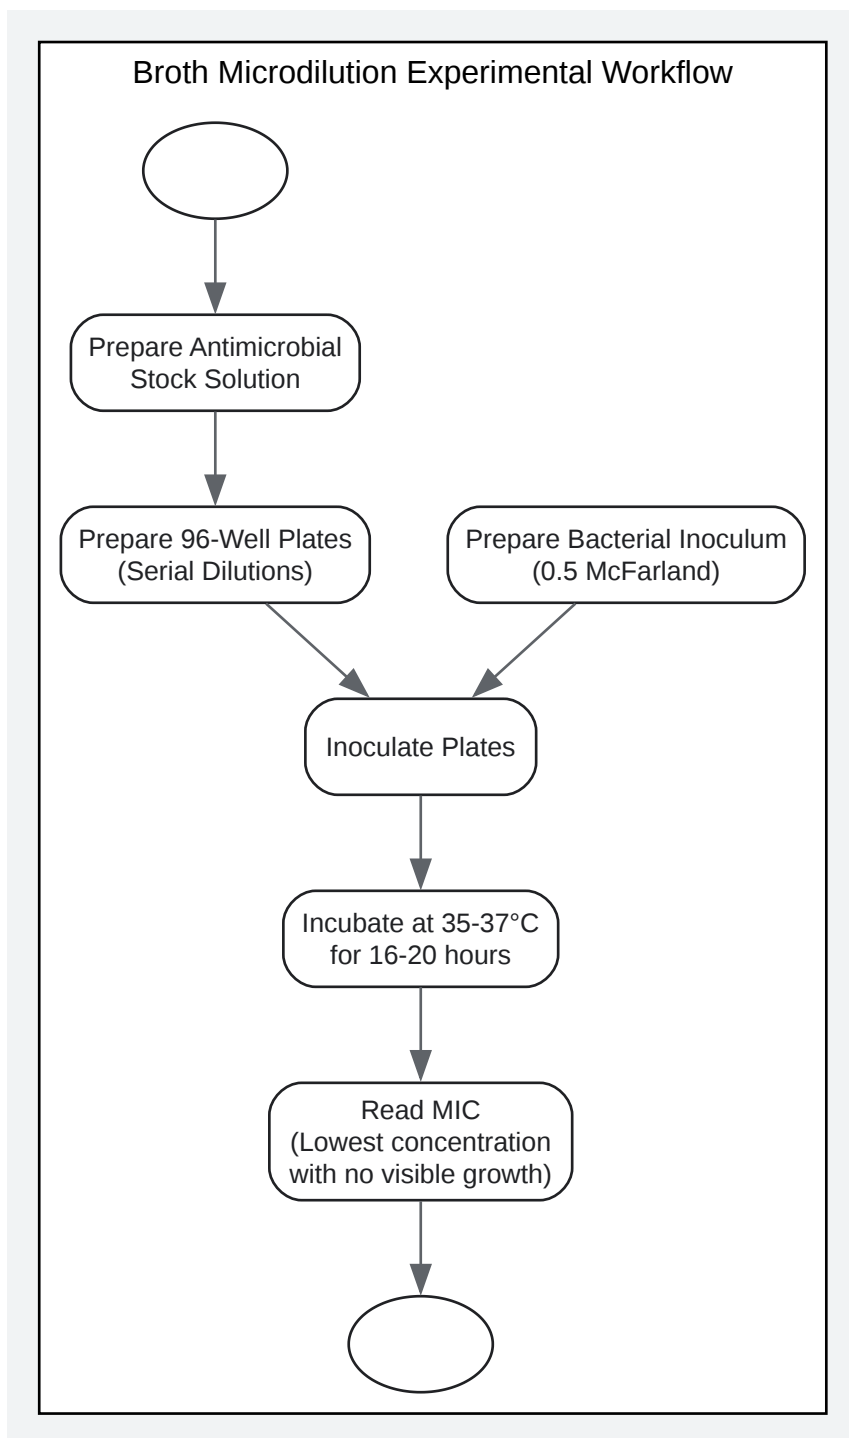 Broth Microdilution Experimental Workflow
Prepare Antimicrobial
Stock Solution
Prepare 96-Well Plates
(Serial Dilutions)
Prepare Bacterial Inoculum
(0.5 McFarland)
Inoculate Plates
Incubate at 35-37°C
for 16-20 hours
Read MIC
(Lowest concentration
with no visible growth)